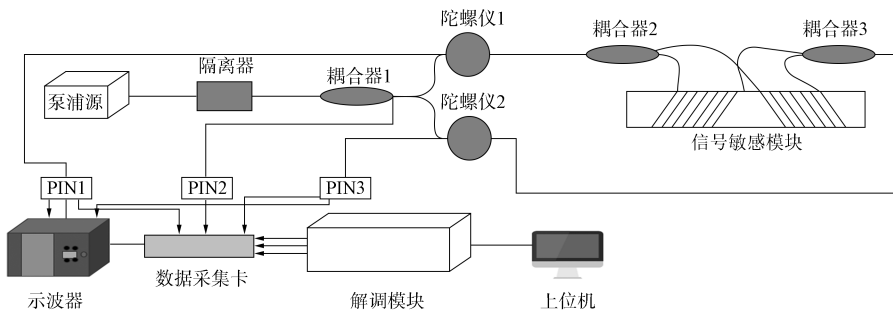 陀螺仪1
耦合器2
耦合器3
隔离器
耦合器1
泵浦源
陀螺仪2
信号敏感模块
PIN1
PIN2
PIN3
数据采集卡
示波器
解调模块
上位机